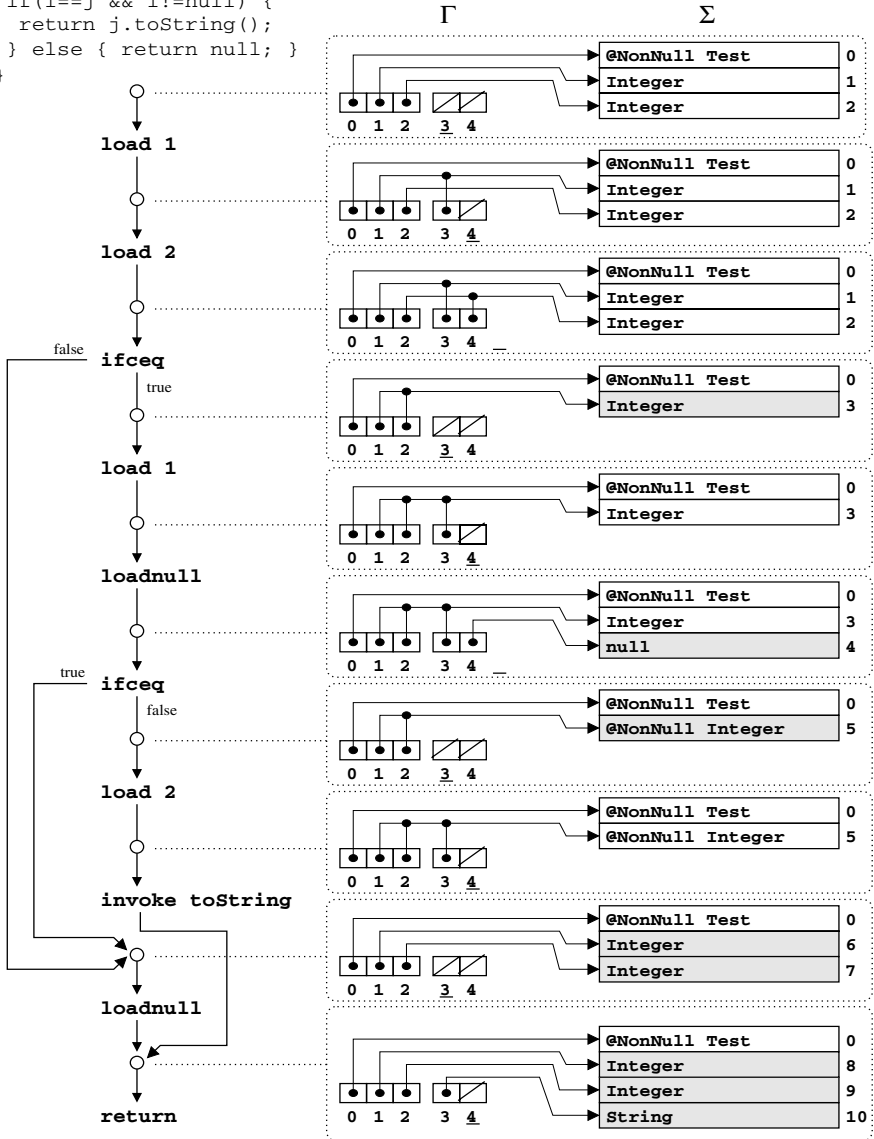 if(i==j && i!=null) {
return j.toString();
} else { return null; }
}
Γ Σ
@NonNull Test 0
Integer 1
Integer 2
0 1 2 3 4
load 1
@NonNull Test 0
Integer 1
Integer 2
0 1 2 3 4
load 2
@NonNull Test 0
Integer 1
Integer 2
0 1 2 3 4
false
ifceq
true
@NonNull Test 0
Integer 3
0 1 2 3 4
load 1
@NonNull Test 0
Integer 3
0 1 2 3 4
loadnull
@NonNull Test 0
Integer 3
null 4
0 1 2 3 4
true
ifceq
false
@NonNull Test 0
@NonNull Integer 5
0 1 2 3 4
load 2
@NonNull Test 0
@NonNull Integer 5
0 1 2 3 4
invoke toString
@NonNull Test 0
Integer 6
Integer 7
0 1 2 3 4
loadnull
@NonNull Test 0
Integer 8
Integer 9
String 10
0 1 2 3 4
return